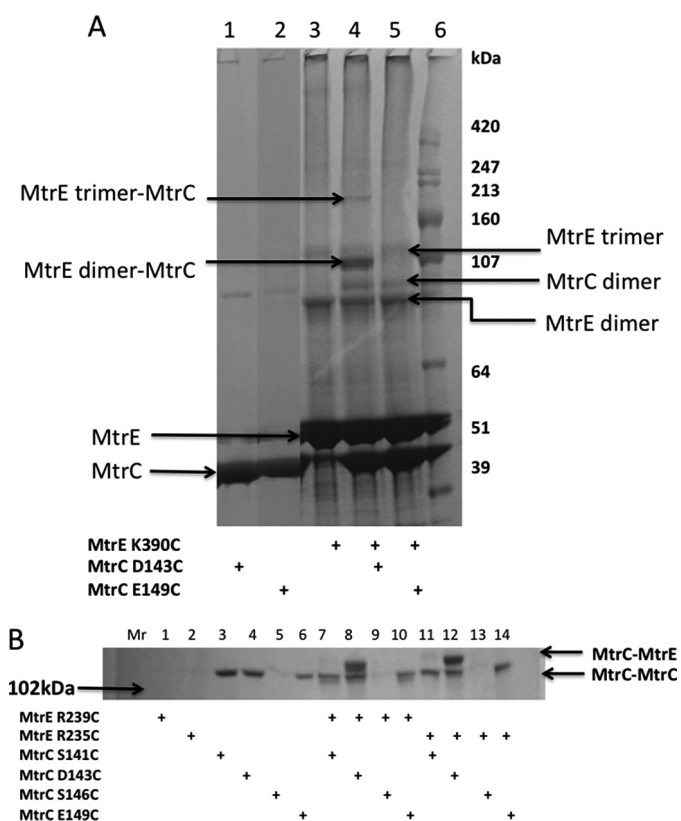 A
1 2 3 4 5 6
kDa
420
247
MtrE trimer-MtrC
213
160
MtrE trimer
MtrE dimer-MtrC
107
MtrC dimer
MtrE dimer
64
MtrE
51
MtrC
39
MtrE K390C + + +
MtrC D143C + +
MtrC E149C + +
B
Mr 1 2 3 4 5 6 7 8 9 10 11 12 13 14
MtrC-MtrE
MtrC-MtrC
102kDa
MtrE R239C + + + + +
MtrE R235C + + + + +
MtrC S141C + + +
MtrC D143C + + +
MtrC S146C + + +
MtrC E149C + + +